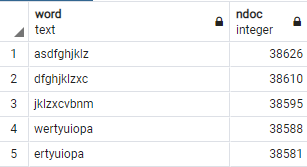 word ndoc
text integer
1 asdfghjklz 38626
2 dfghjklzxc 38610
3 jklzxcvbnm 38595
4 wertyuiopa 38588
5 ertyuiopa 38581